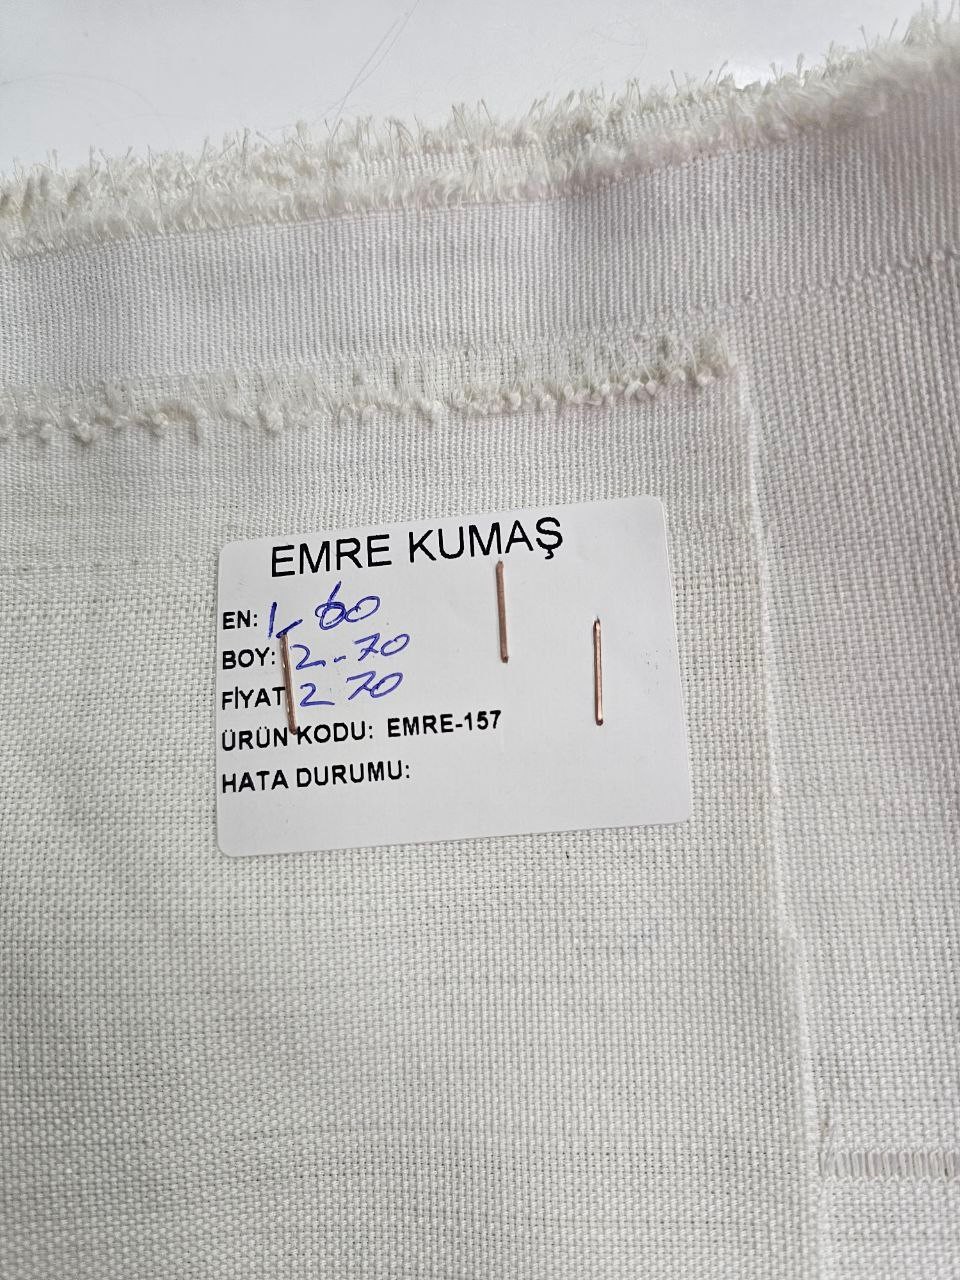 EMRE KUMAŞ
EN: 1-60
BOY: 2-70
FİYAT 270
ÜRÜN KODU: EMRE-157
HATA DURUMU: